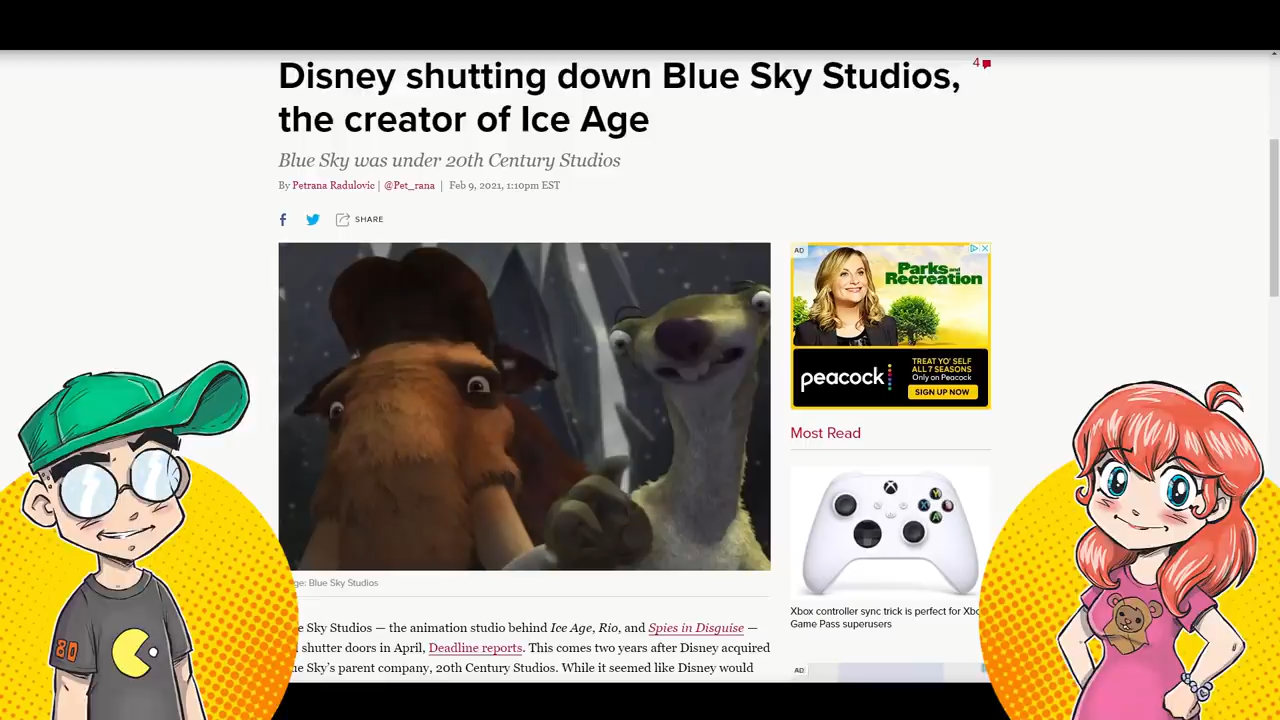 Disney shutting down Blue Sky Studios,
the creator of Ice Age
4
Blue Sky was under 20th Century Studios
By Petrana Radulovic | @Pet_rana | Feb 9, 2021, 1:10pm EST
SHARE
AD
Parks and
Recreation
peacock
TREAT YO' SELF
ALL 7 SEASONS
Only on Peacock
SIGN UP NOW
Most Read
X
Y
B
A
Xbox controller sync trick is perfect for Xbo
Game Pass superusers
AD
ge: Blue Sky Studios
e Sky Studios — the animation studio behind Ice Age, Rio, and Spies in Disguise —
shutter doors in April, Deadline reports. This comes two years after Disney acquired
ue Sky's parent company, 20th Century Studios. While it seemed like Disney would
80